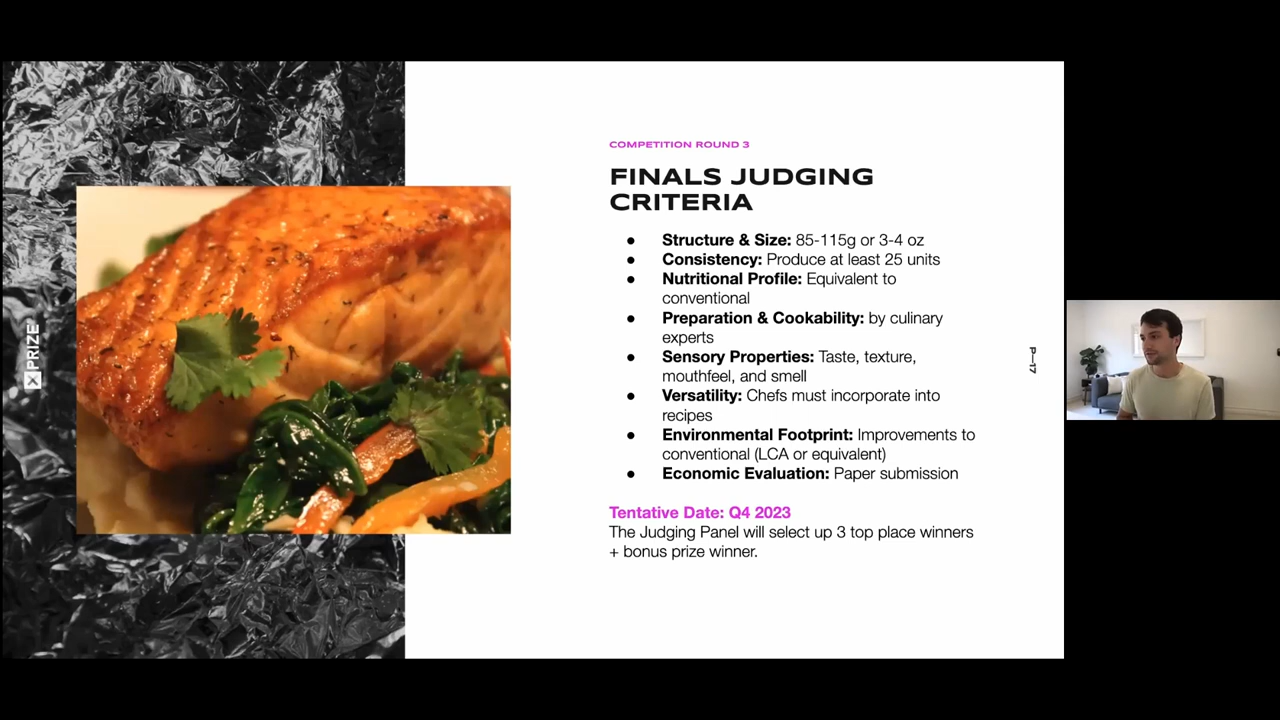 XPRIZE
COMPETITION ROUND 3
FINALS JUDGING
CRITERIA
● Structure & Size: 85-115g or 3-4 oz
● Consistency: Produce at least 25 units
● Nutritional Profile: Equivalent to
conventional
● Preparation & Cookability: by culinary
experts
● Sensory Properties: Taste, texture,
mouthfeel, and smell
● Versatility: Chefs must incorporate into
recipes
● Environmental Footprint: Improvements to
conventional (LCA or equivalent)
● Economic Evaluation: Paper submission
Tentative Date: Q4 2023
The Judging Panel will select up 3 top place winners
+ bonus prize winner.
P—17